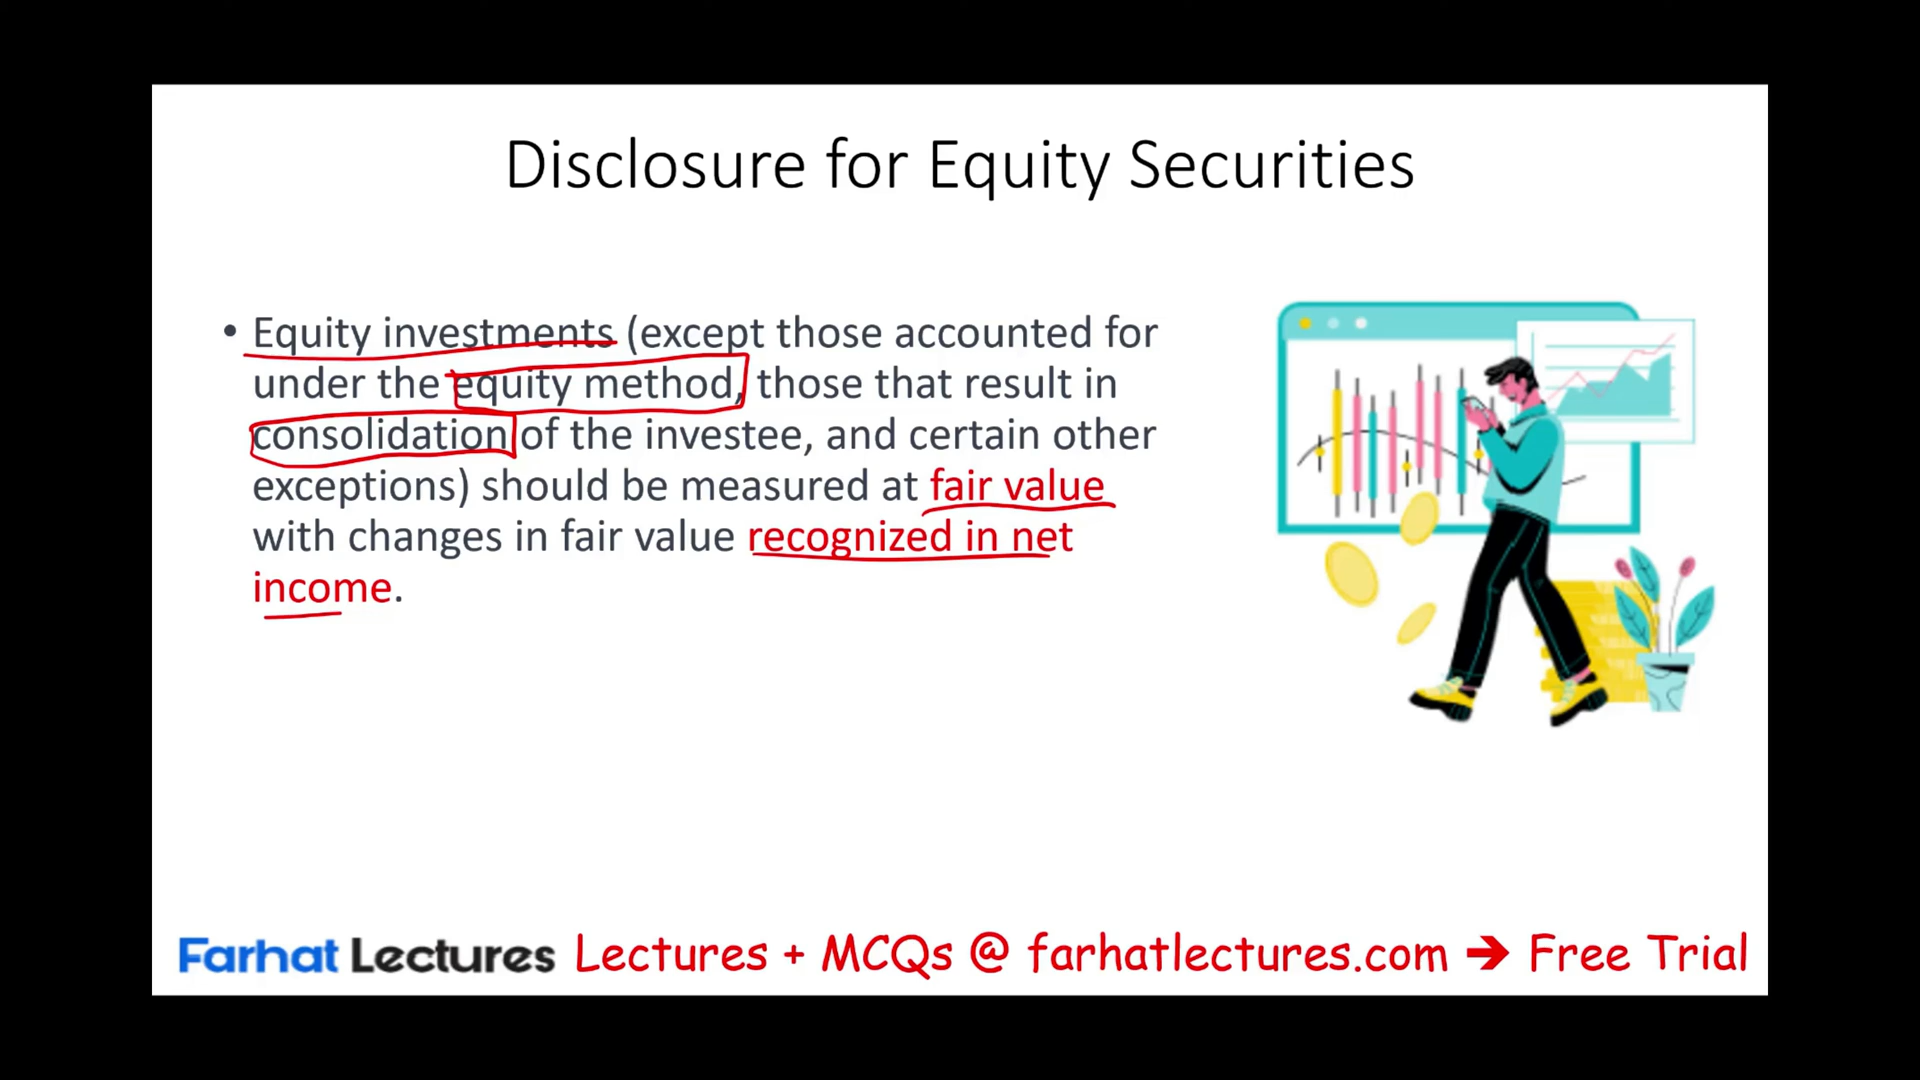 Disclosure for Equity Securities
• Equity investments (except those accounted for
under the equity method, those that result in
consolidation of the investee, and certain other
exceptions) should be measured at fair value
with changes in fair value recognized in net
income.
Farhat Lectures Lectures + MCQs @ farhatlectures.com ➔ Free Trial